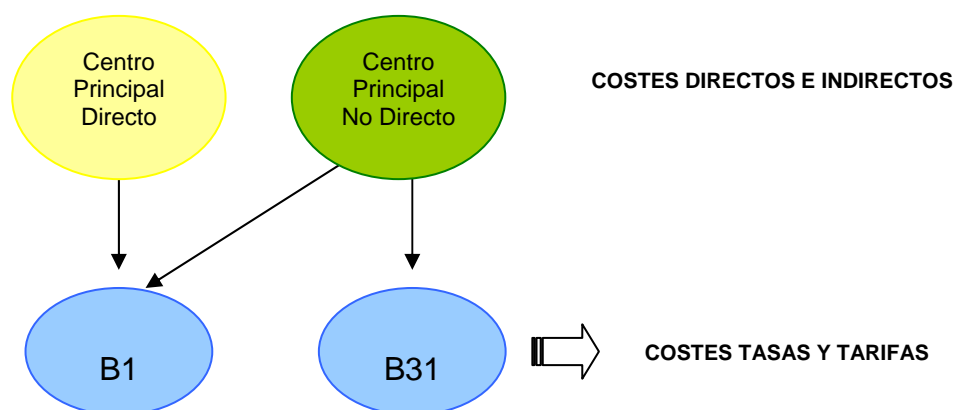 Centro
Principal
Directo
Centro
Principal
No Directo
COSTES DIRECTOS E INDIRECTOS
B1
B31
COSTES TASAS Y TARIFAS